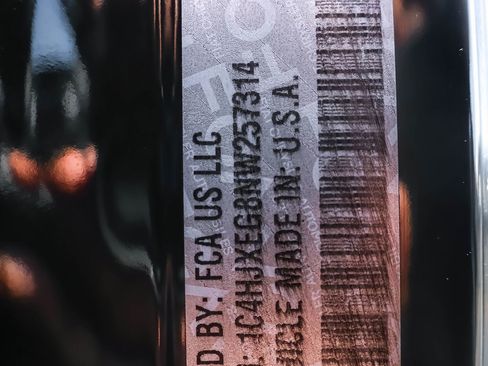 D BY: FCA US LLC
: 1C4HJXEG8NW257314
ICLE MADE IN: U.S.A.